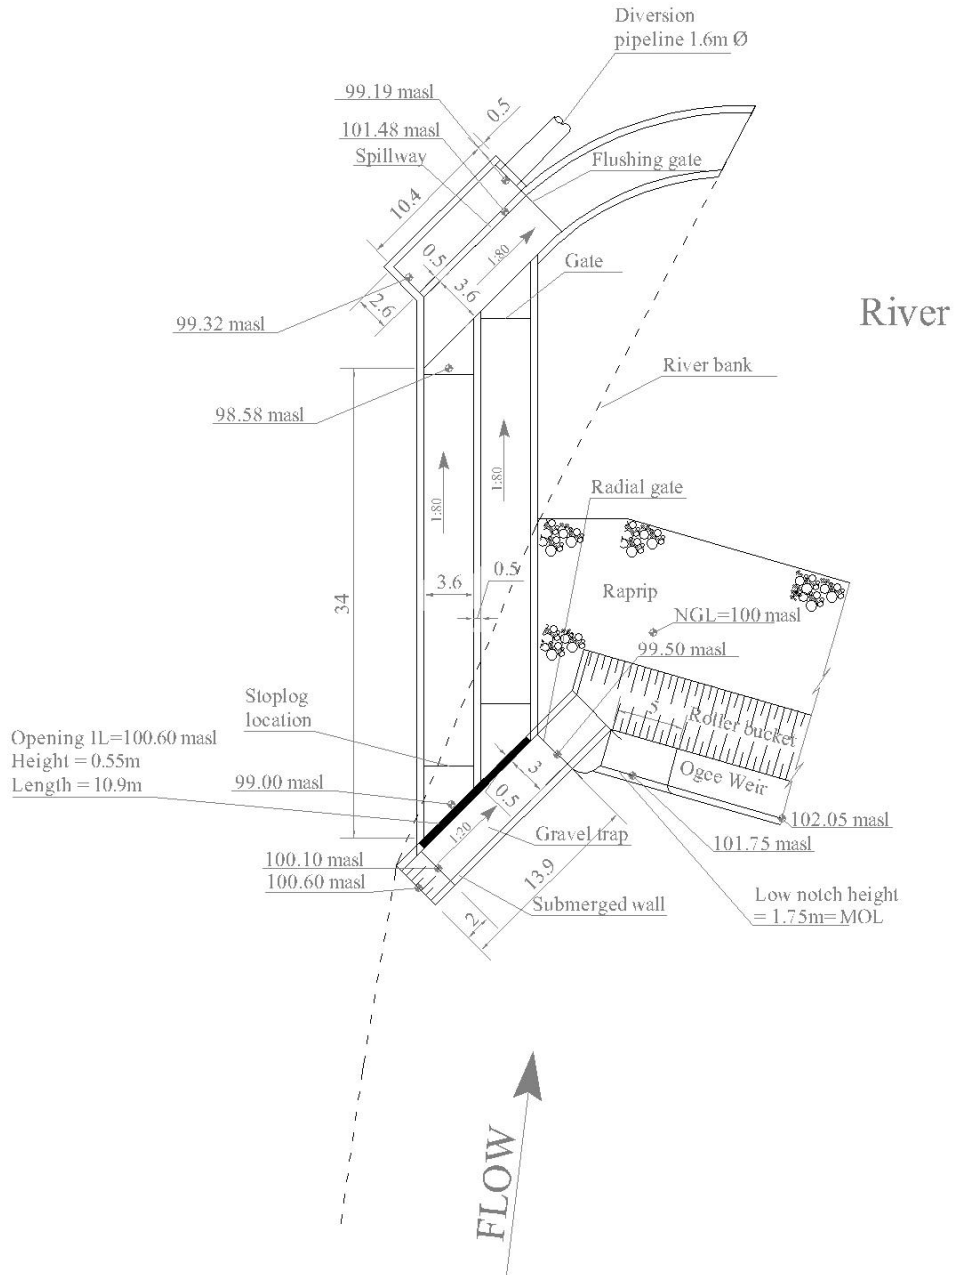 Diversion
pipeline 1.6m Ø
99.19 masl
0.5
101.48 masl
Spillway
Flushing gate
10.4
0.5
1:80
3.6
Gate
2.6
99.32 masl
River
River bank
98.58 masl
1:80
1:80
Radial gate
34
3.6
0.5
Raprip
NGL=100 masl
99.50 masl
Stoplog
location
5
Roller bucket
Opening IL=100.60 masl
Height = 0.55m
Length = 10.9m
99.00 masl
3
0.5
Ogee Weir
102.05 masl
1:20
Gravel trap
101.75 masl
100.10 masl
100.60 masl
13.9
Submerged wall
2
Low notch height
= 1.75m= MOL
FLOW